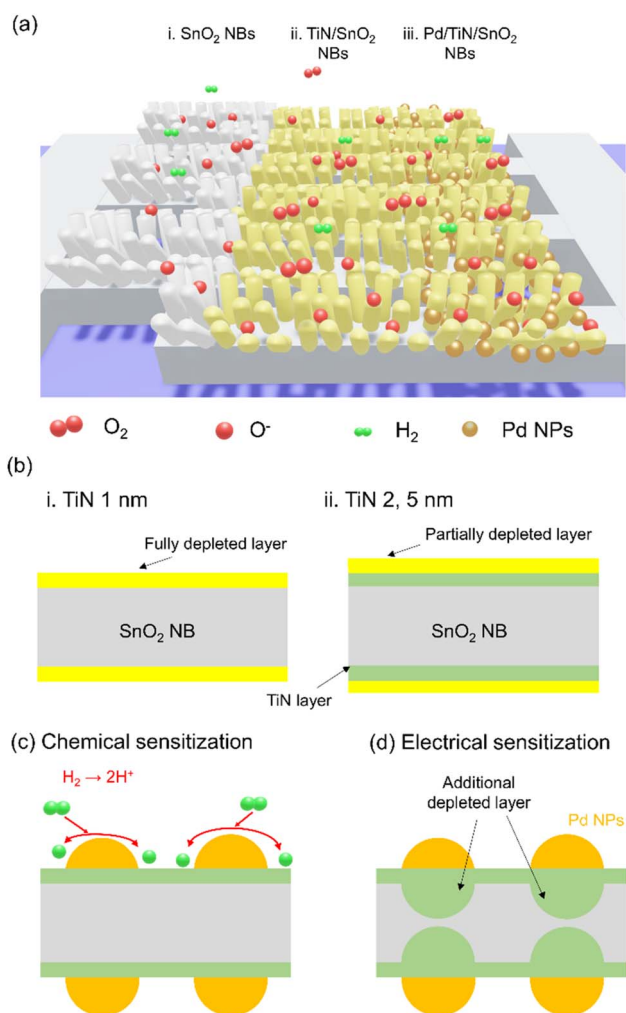 (a)
i. SnO₂ NBs
ii. TiN/SnO₂
NBs
iii. Pd/TiN/SnO₂
NBs
O₂
O⁻
H₂
Pd NPs
(b)
i. TiN 1 nm
ii. TiN 2, 5 nm
Fully depleted layer
Partially depleted layer
SnO₂ NB
SnO₂ NB
TiN layer
(c) Chemical sensitization
(d) Electrical sensitization
H₂ → 2H⁺
Additional
depleted layer
Pd NPs